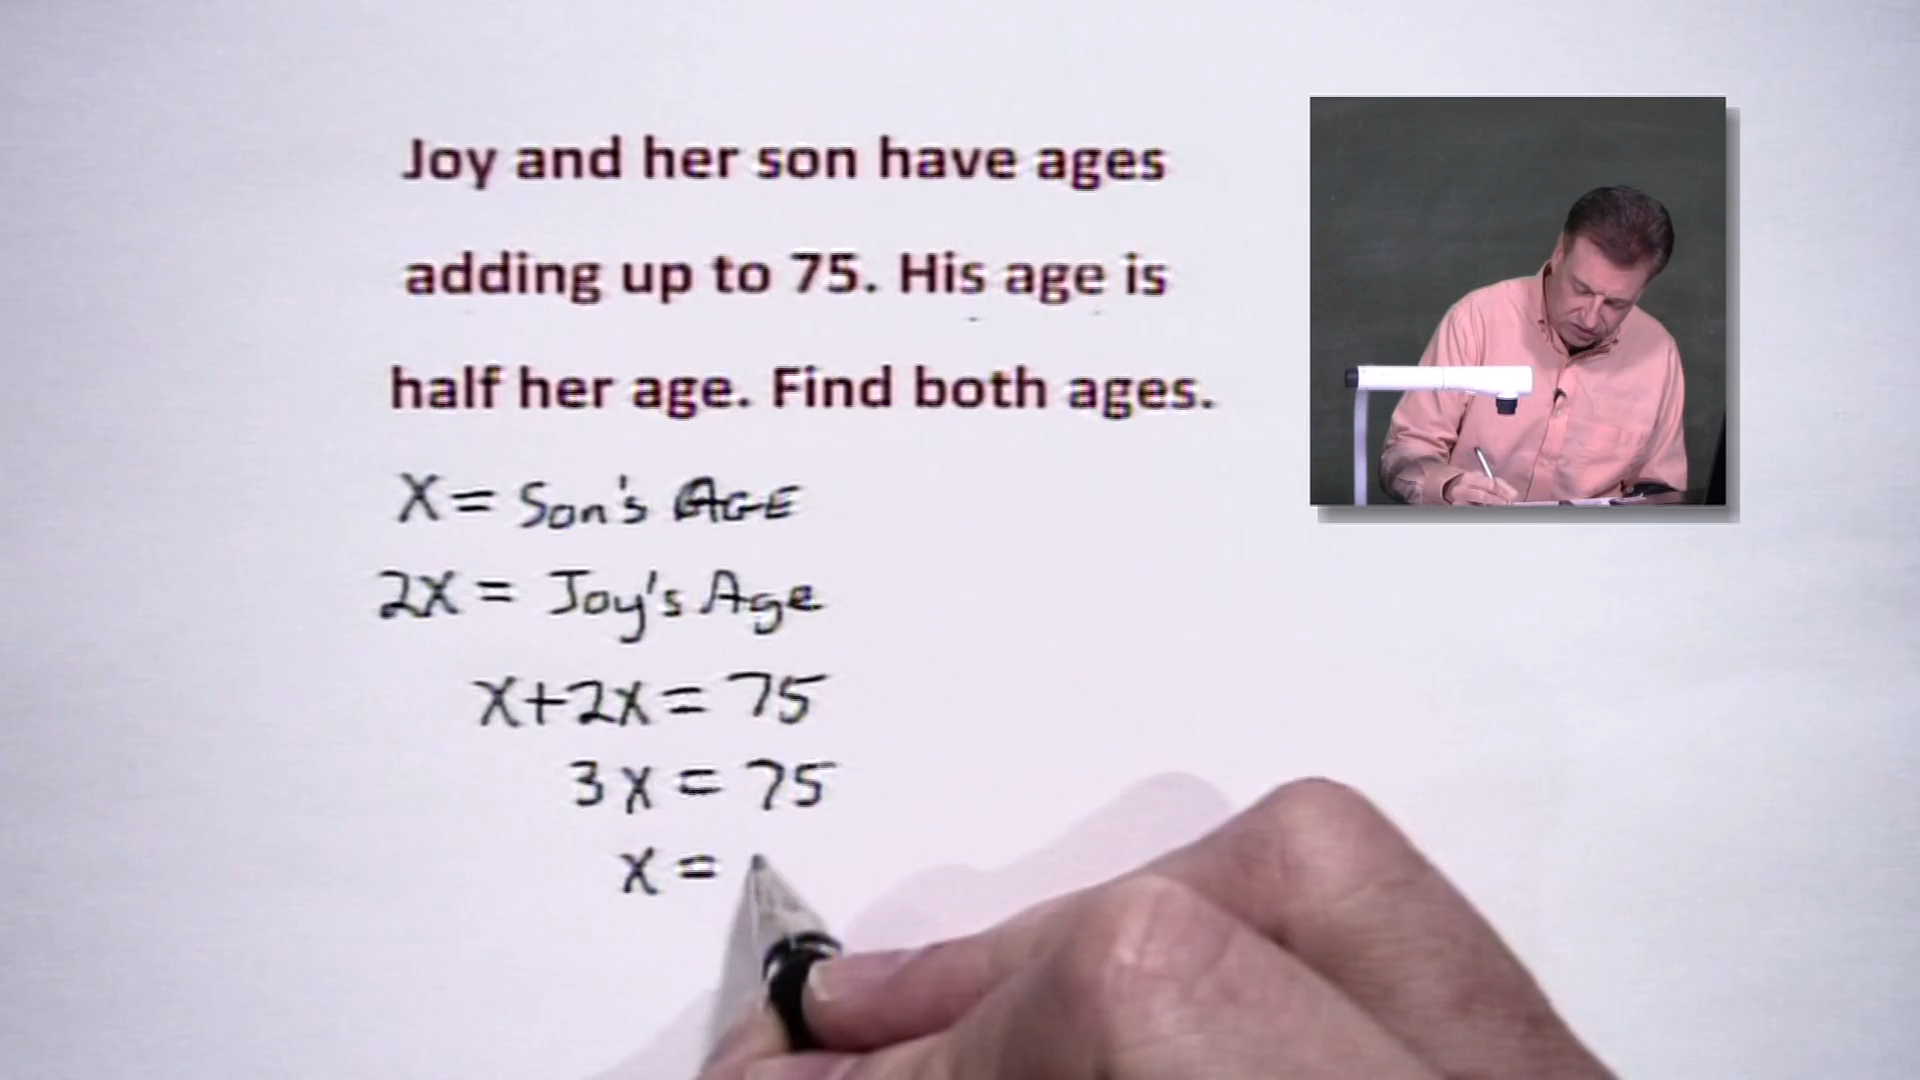 Joy and her son have ages
adding up to 75. His age is
half her age. Find both ages.
X = Son's AGE
2X = Joy's Age
X+2X = 75
3X = 75
X =